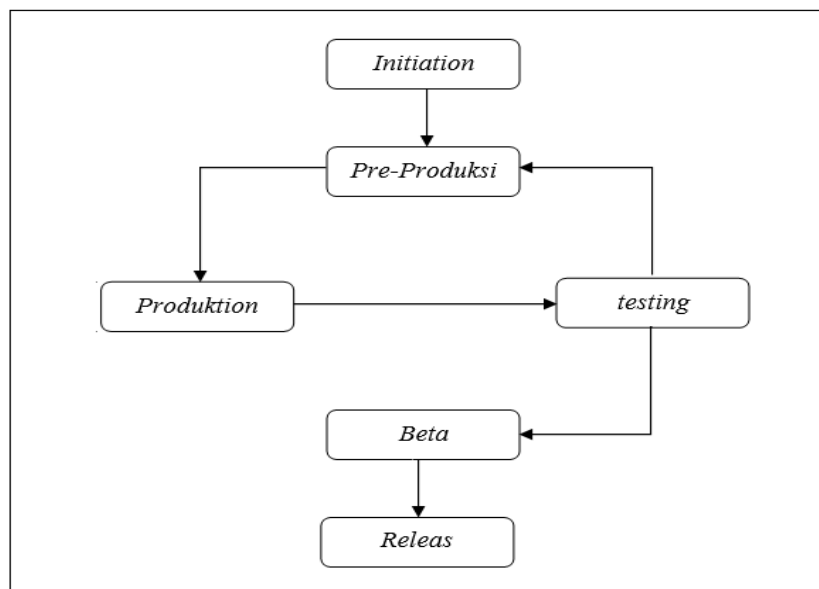 Initiation
Pre-Produksi
Produktion
testing
Beta
Releas